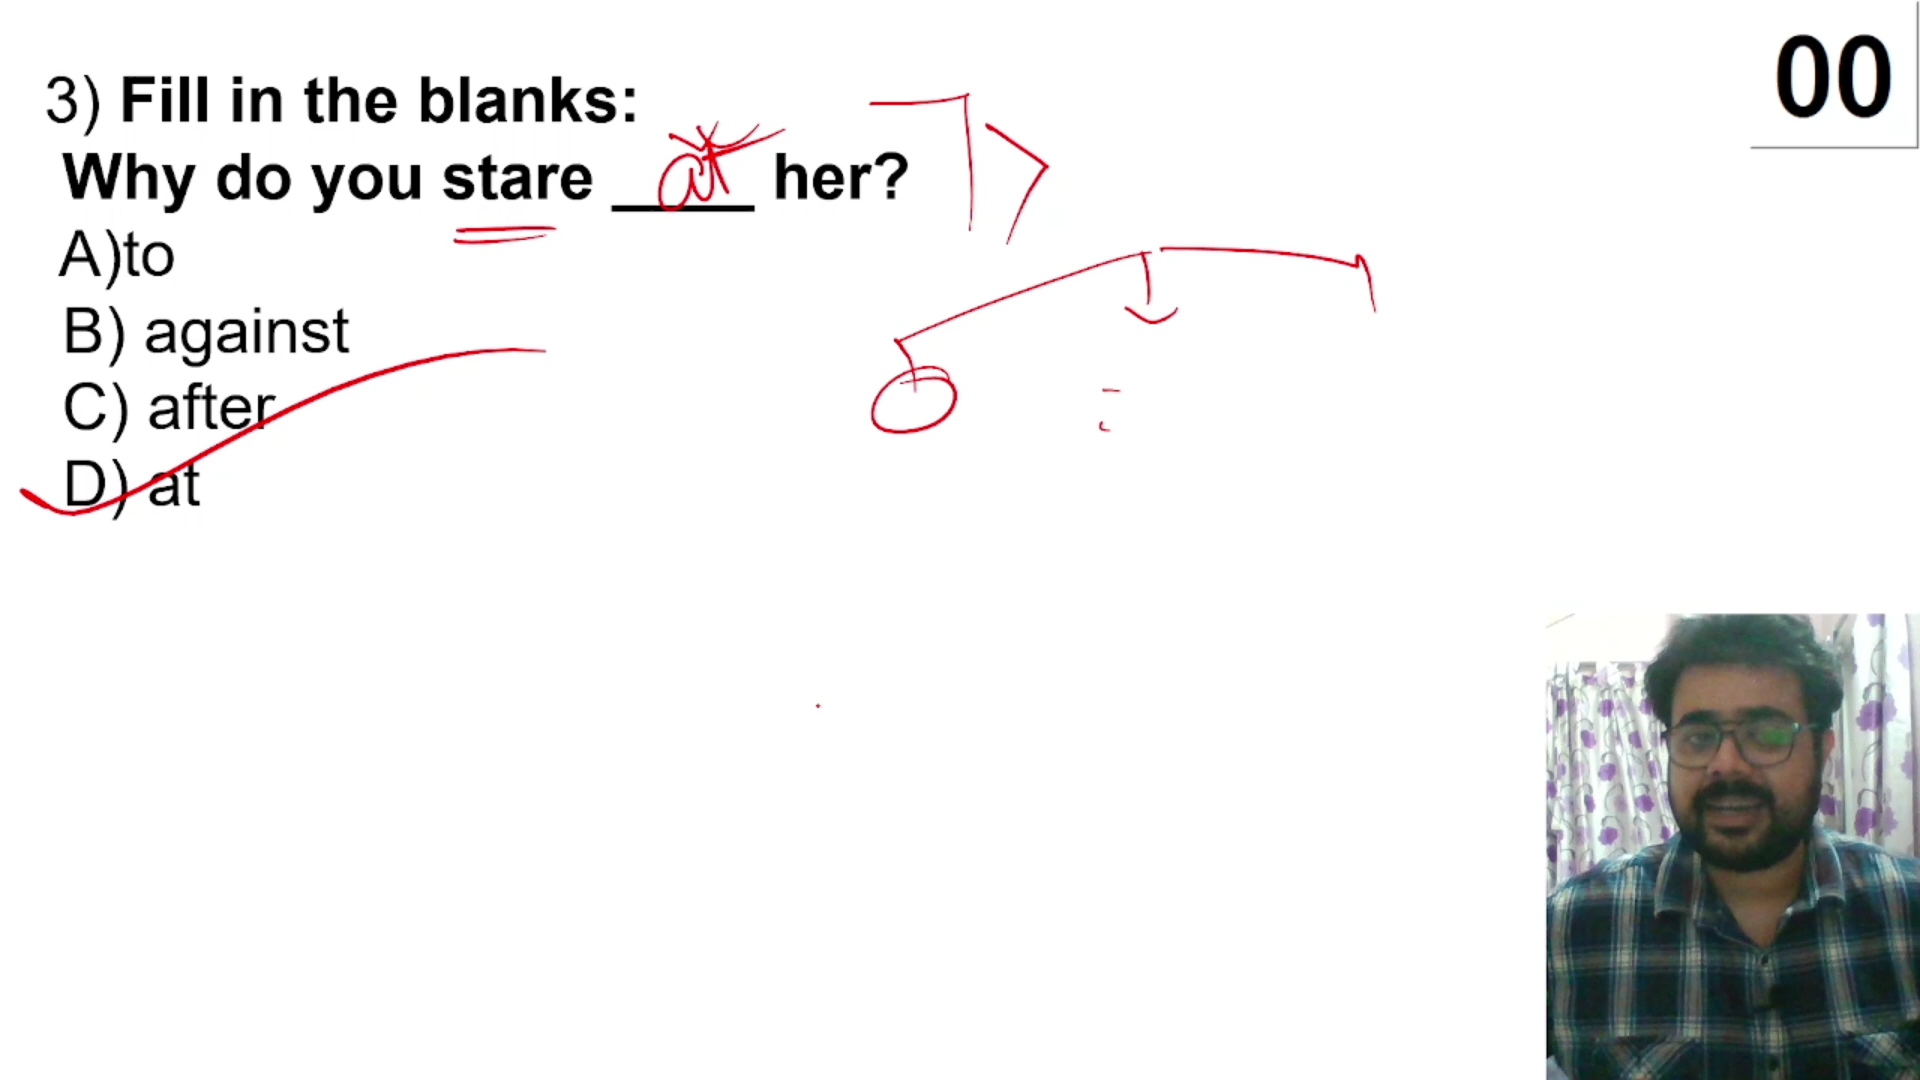 00
3) Fill in the blanks:
Why do you stare at her?
A)to
B) against
C) after
D) at